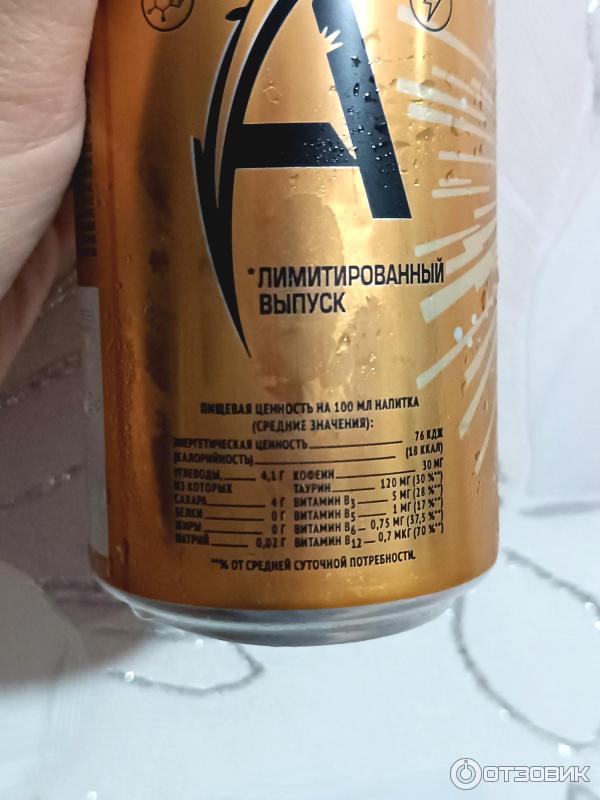 A
*ЛИМИТИРОВАННЫЙ
ВЫПУСК
ПИЩЕВАЯ ЦЕННОСТЬ НА 100 МЛ НАПИТКА
(СРЕДНИЕ ЗНАЧЕНИЯ):
ЭНЕРГЕТИЧЕСКАЯ ЦЕННОСТЬ 76 КДЖ
(КАЛОРИЙНОСТЬ) (18 ККАЛ)
УГЛЕВОДЫ, 4,1 Г КОФЕИН 30 МГ
ИЗ КОТОРЫХ ТАУРИН 120 МГ (30 %**)
САХАРА 4 Г ВИТАМИН B3 5 МГ (28 %**)
БЕЛКИ 0 Г ВИТАМИН B5 1 МГ (17 %**)
ЖИРЫ 0 Г ВИТАМИН B6 0,75 МГ (37,5 %**)
НАТРИЙ 0,02 Г ВИТАМИН B12 0,7 МКГ (70 %**)
**% ОТ СРЕДНЕЙ СУТОЧНОЙ ПОТРЕБНОСТИ.
ОТЗОВИК